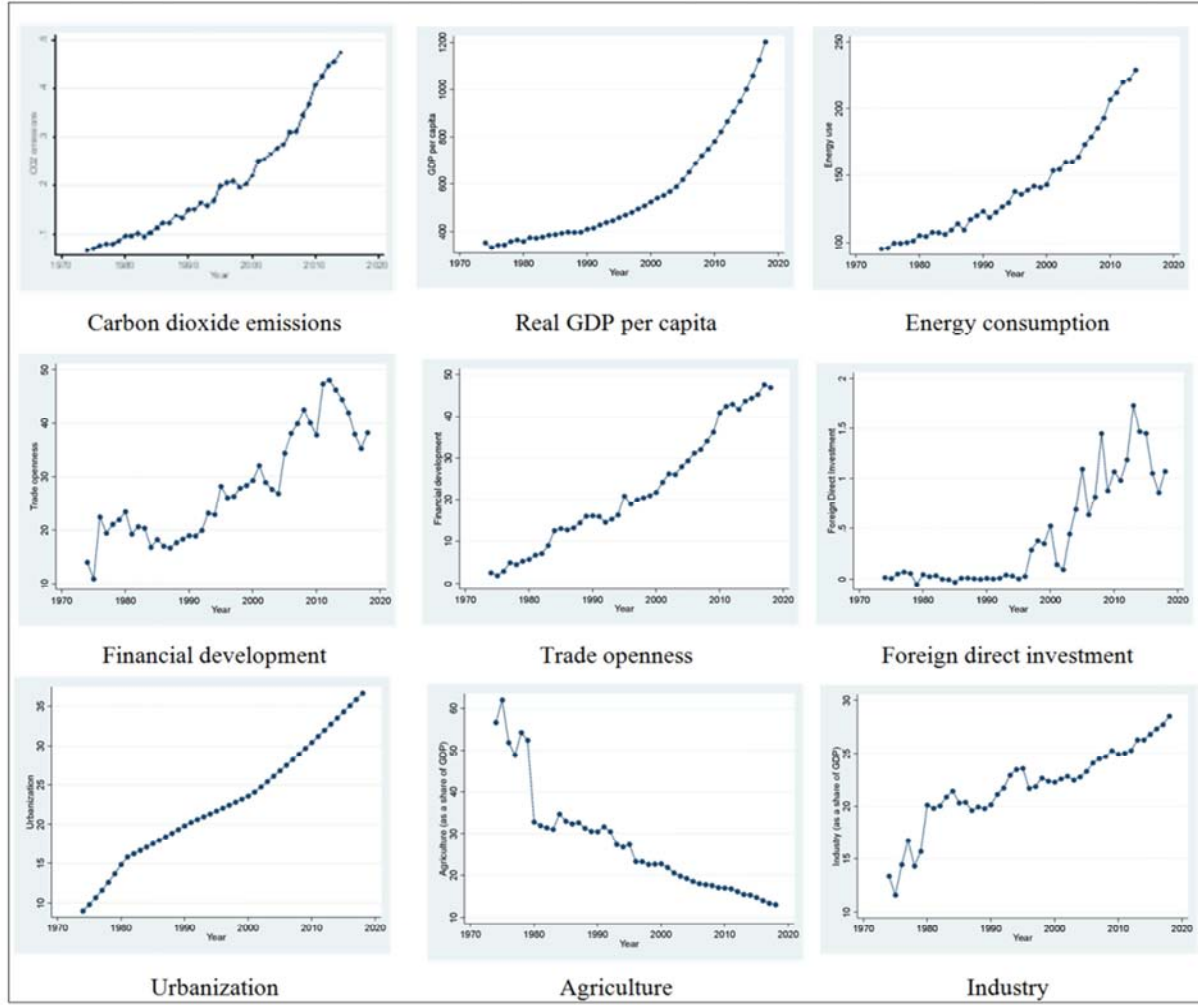 CO2 emissions
1 2 3 4 5
1970 1980 1990 2000 2010 2020
Year
Carbon dioxide emissions
GDP per capita
400 600 800 1000 1200
1970 1980 1990 2000 2010 2020
Year
Real GDP per capita
Energy use
100 150 200 250
1970 1980 1990 2000 2010 2020
Year
Energy consumption
Trade openness
10 20 30 40 50
1970 1980 1990 2000 2010 2020
Year
Financial development
Financial development
0 10 20 30 40 50
1970 1980 1990 2000 2010 2020
Year
Trade openness
Foreign Direct Investment
0 .5 1 1.5 2
1970 1980 1990 2000 2010 2020
Year
Foreign direct investment
Urbanization
10 15 20 25 30 35
1970 1980 1990 2000 2010 2020
Year
Urbanization
Agriculture (as a share of GDP)
10 20 30 40 50 60
1970 1980 1990 2000 2010 2020
Year
Agriculture
Industry (as a share of GDP)
10 15 20 25 30
1970 1980 1990 2000 2010 2020
Year
Industry